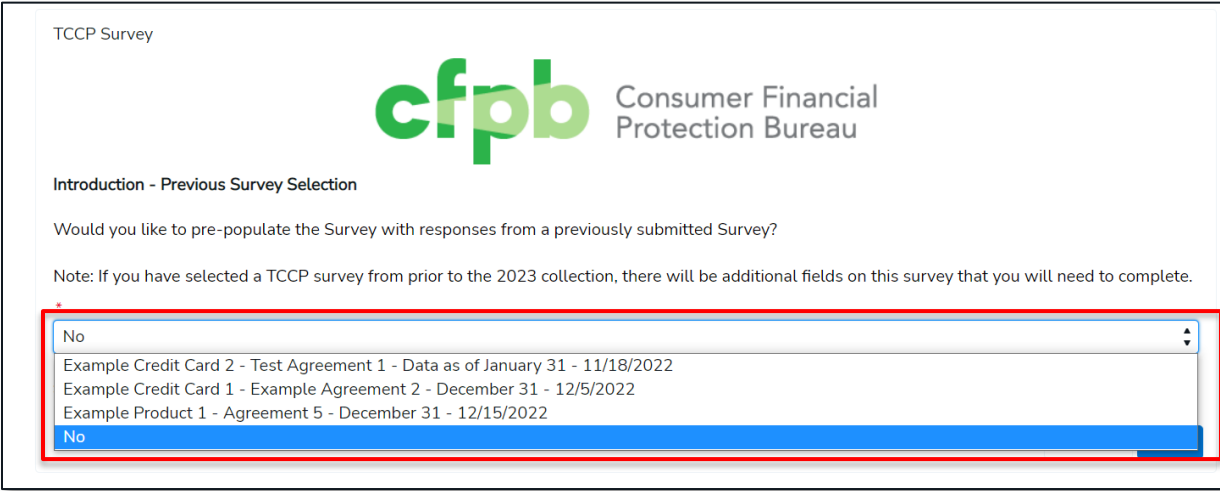 TCCP Survey
cfpb
Consumer Financial
Protection Bureau
Introduction - Previous Survey Selection
Would you like to pre-populate the Survey with responses from a previously submitted Survey?
Note: If you have selected a TCCP survey from prior to the 2023 collection, there will be additional fields on this survey that you will need to complete.
*
No
Example Credit Card 2 - Test Agreement 1 - Data as of January 31 - 11/18/2022
Example Credit Card 1 - Example Agreement 2 - December 31 - 12/5/2022
Example Product 1 - Agreement 5 - December 31 - 12/15/2022
No